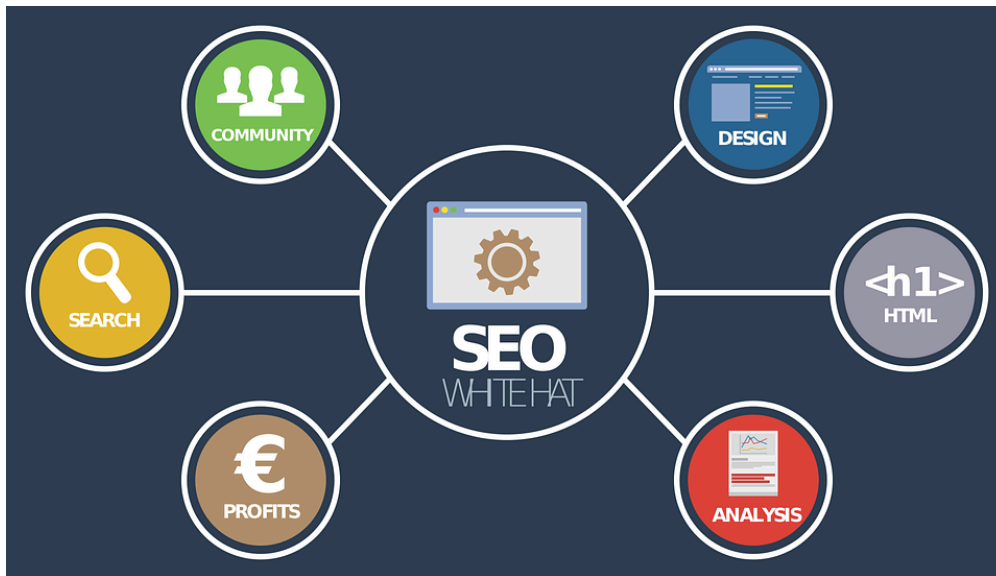 COMMUNITY
DESIGN
SEARCH
SEO
WHITE HAT
<h1>
HTML
€
PROFITS
ANALYSIS